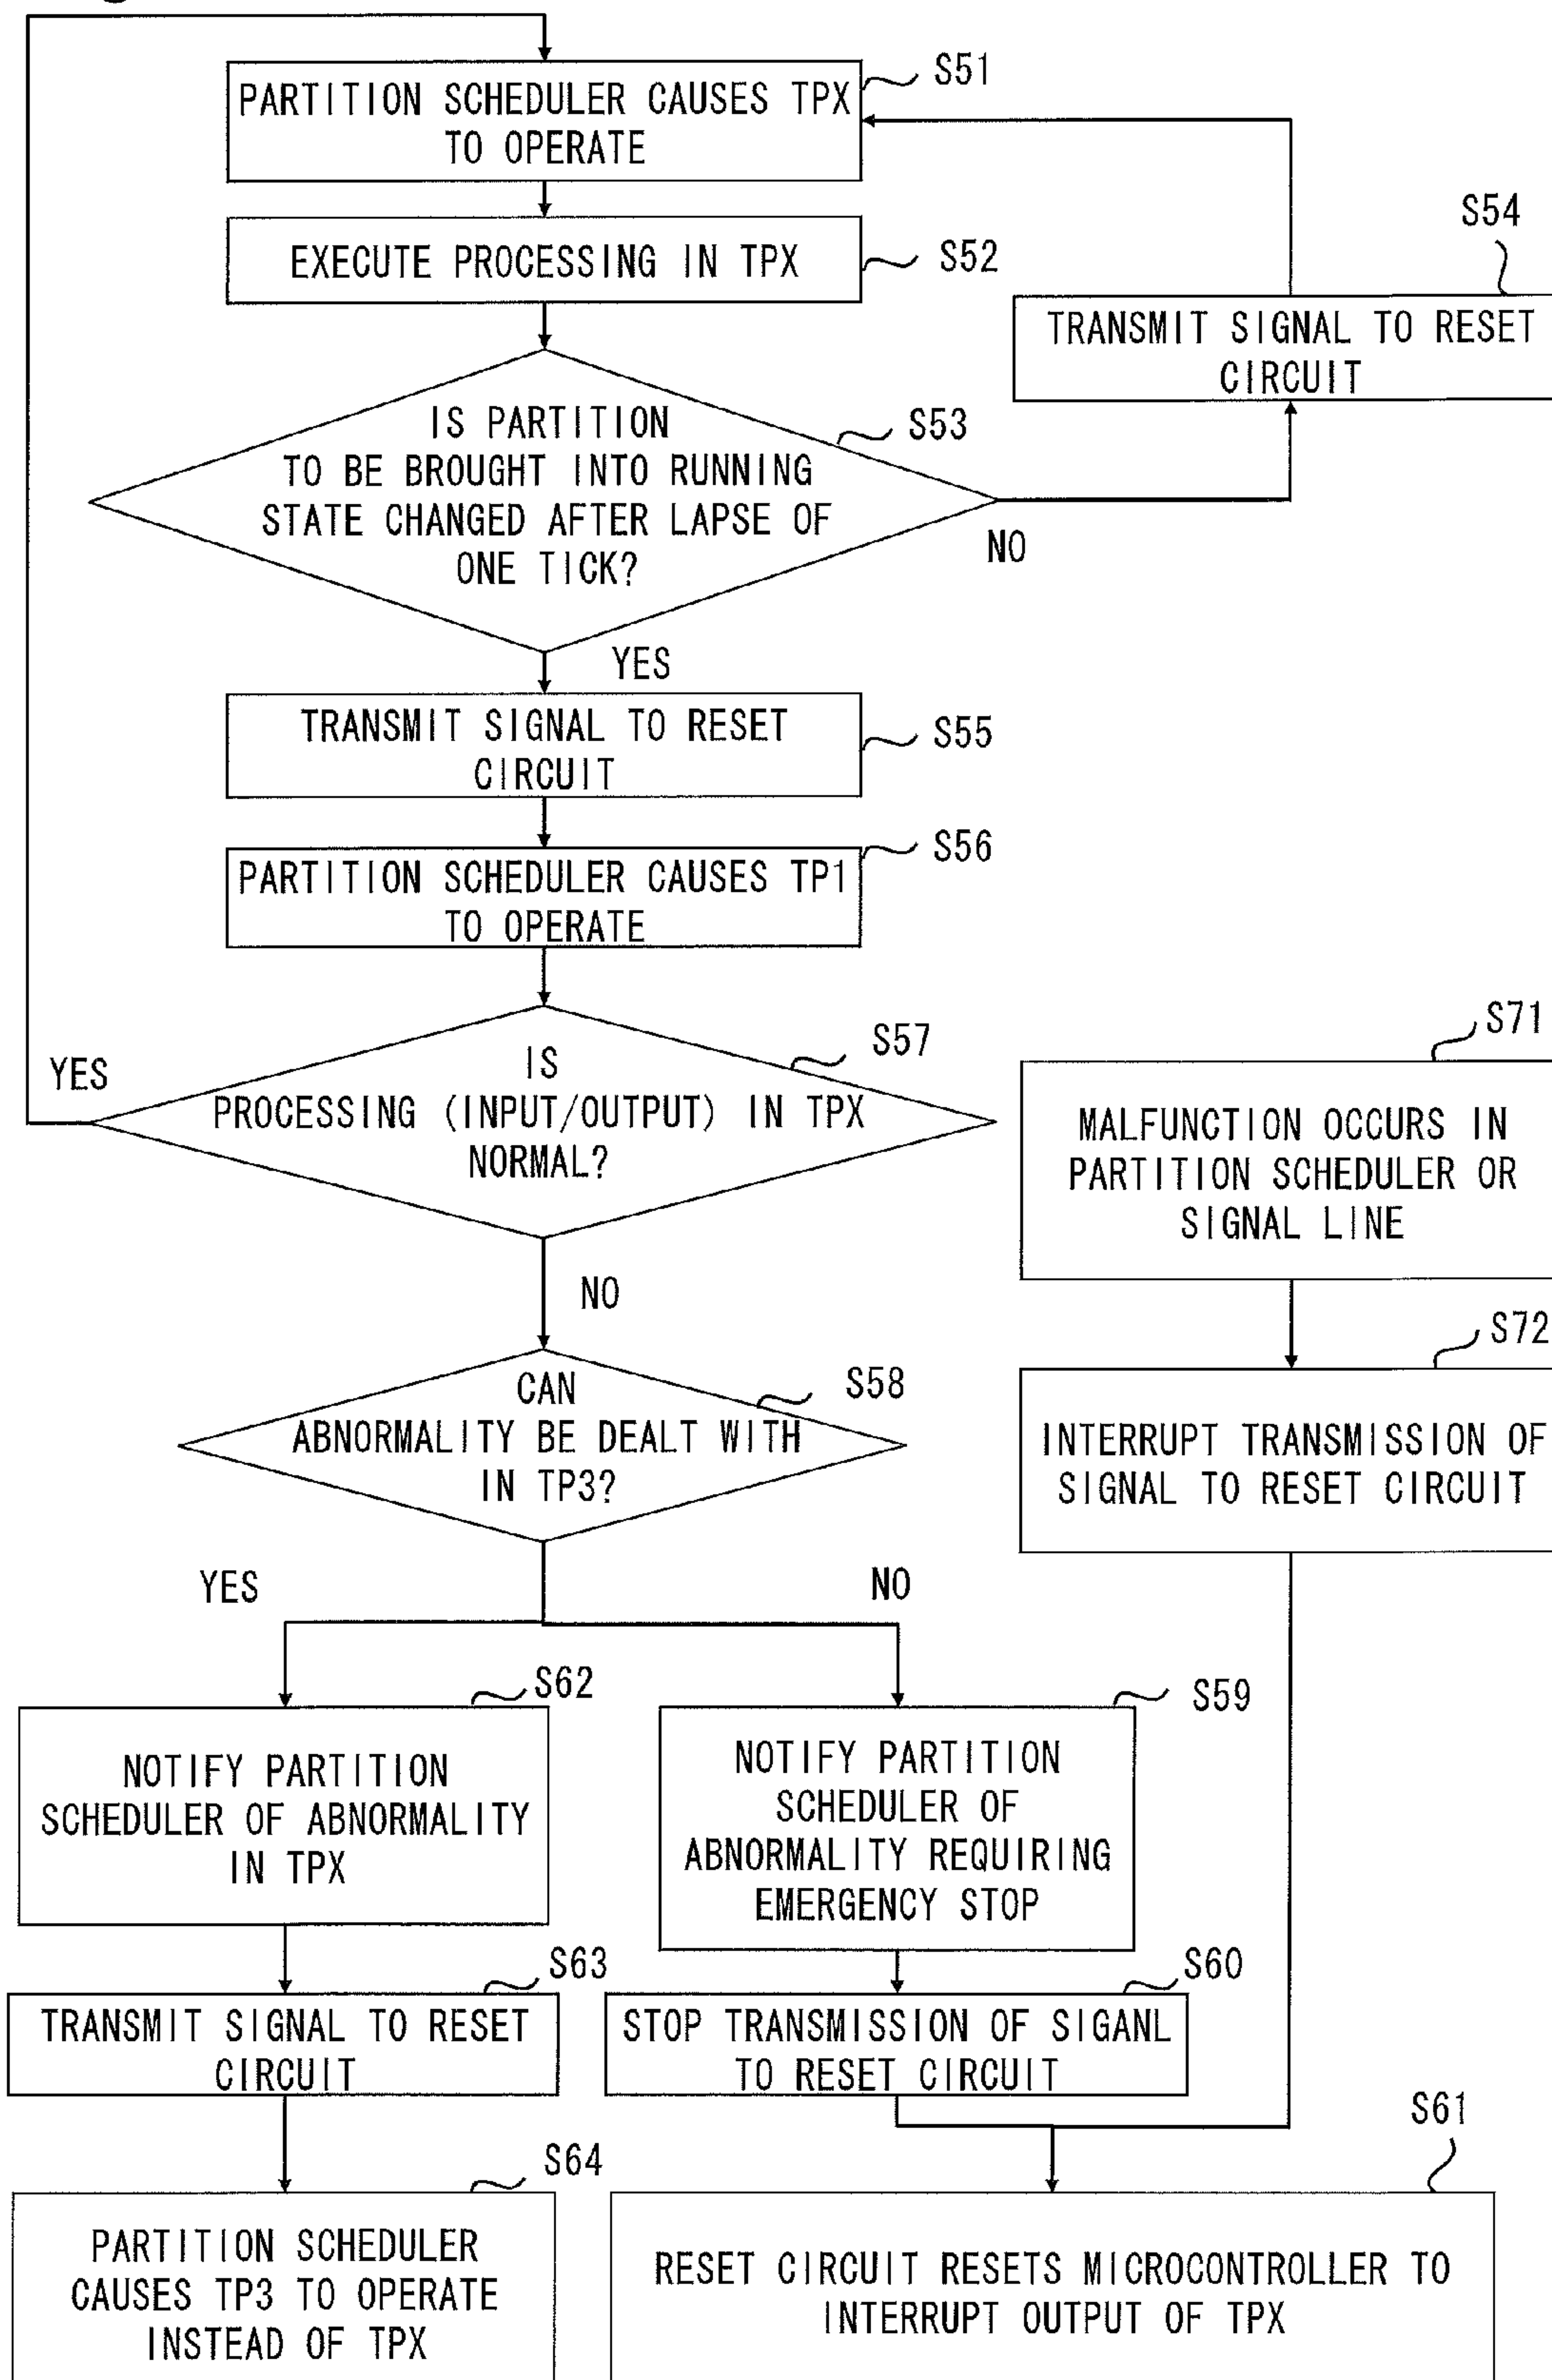 PARTITION SCHEDULER CAUSES TPX
TO OPERATE
S51
EXECUTE PROCESSING IN TPX
S52
S54
TRANSMIT SIGNAL TO RESET
CIRCUIT
IS PARTITION
TO BE BROUGHT INTO RUNNING
STATE CHANGED AFTER LAPSE OF
ONE TICK?
S53
NO
YES
TRANSMIT SIGNAL TO RESET
CIRCUIT
S55
PARTITION SCHEDULER CAUSES TP1
TO OPERATE
S56
IS
PROCESSING (INPUT/OUTPUT) IN TPX
NORMAL?
S57
YES
NO
S71
MALFUNCTION OCCURS IN
PARTITION SCHEDULER OR
SIGNAL LINE
S72
INTERRUPT TRANSMISSION OF
SIGNAL TO RESET CIRCUIT
CAN
ABNORMALITY BE DEALT WITH
IN TP3?
S58
YES
NO
S62
NOTIFY PARTITION
SCHEDULER OF ABNORMALITY
IN TPX
S59
NOTIFY PARTITION
SCHEDULER OF
ABNORMALITY REQUIRING
EMERGENCY STOP
S63
TRANSMIT SIGNAL TO RESET
CIRCUIT
S60
STOP TRANSMISSION OF SIGANL
TO RESET CIRCUIT
S64
PARTITION SCHEDULER
CAUSES TP3 TO OPERATE
INSTEAD OF TPX
S61
RESET CIRCUIT RESETS MICROCONTROLLER TO
INTERRUPT OUTPUT OF TPX